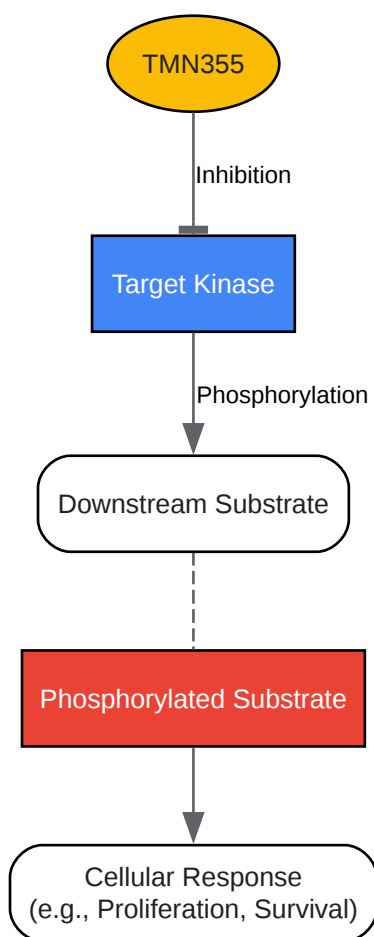 TMN355
Inhibition
Target Kinase
Phosphorylation
Downstream Substrate
Phosphorylated Substrate
Cellular Response
(e.g., Proliferation, Survival)